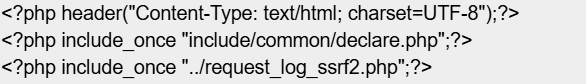 <?php header("Content-Type: text/html; charset=UTF-8");?>
<?php include_once "include/common/declare.php";?>
<?php include_once "../request_log_ssrf2.php";?>